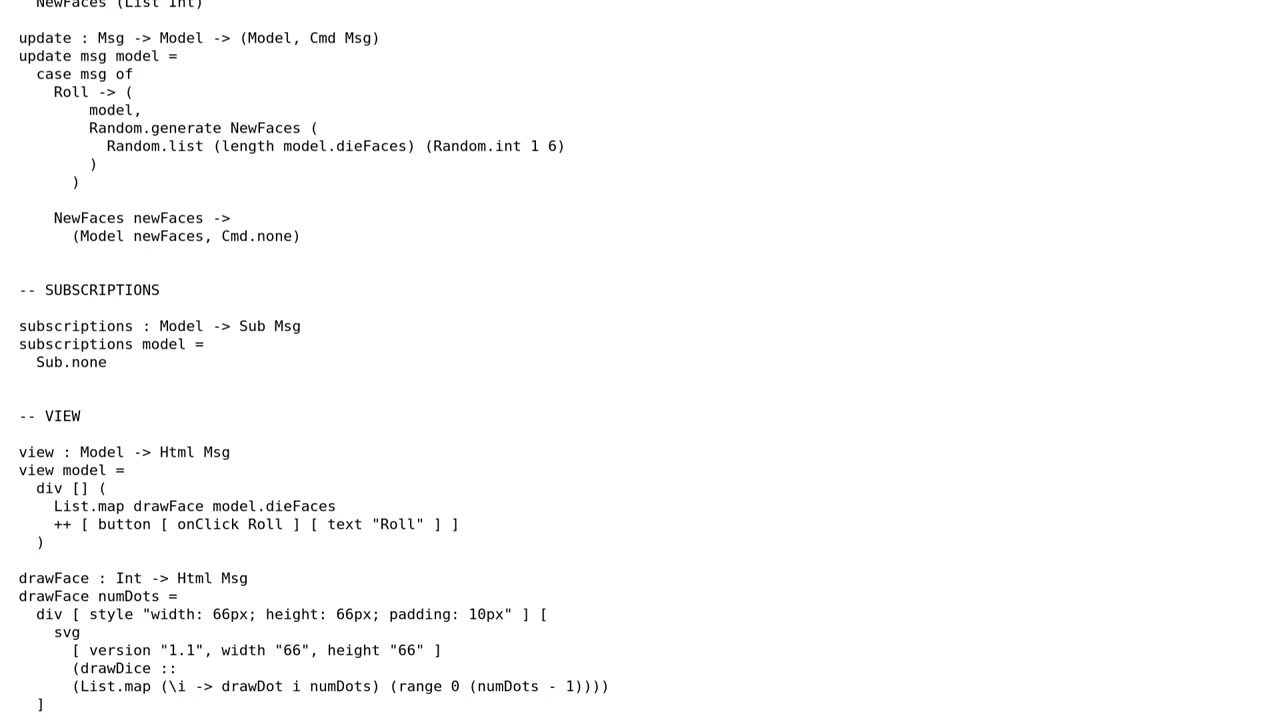 NewFaces (List Int)

update : Msg -> Model -> (Model, Cmd Msg)
update msg model =
  case msg of
    Roll -> (
        model,
        Random.generate NewFaces (
          Random.list (length model.dieFaces) (Random.int 1 6)
        )
      )

    NewFaces newFaces ->
      (Model newFaces, Cmd.none)


-- SUBSCRIPTIONS

subscriptions : Model -> Sub Msg
subscriptions model =
  Sub.none


-- VIEW

view : Model -> Html Msg
view model =
  div [] (
    List.map drawFace model.dieFaces
    ++ [ button [ onClick Roll ] [ text "Roll" ] ]
  )

drawFace : Int -> Html Msg
drawFace numDots =
  div [ style "width: 66px; height: 66px; padding: 10px" ] [
    svg
      [ version "1.1", width "66", height "66" ]
      (drawDice ::
      (List.map (\i -> drawDot i numDots) (range 0 (numDots - 1))))
  ]